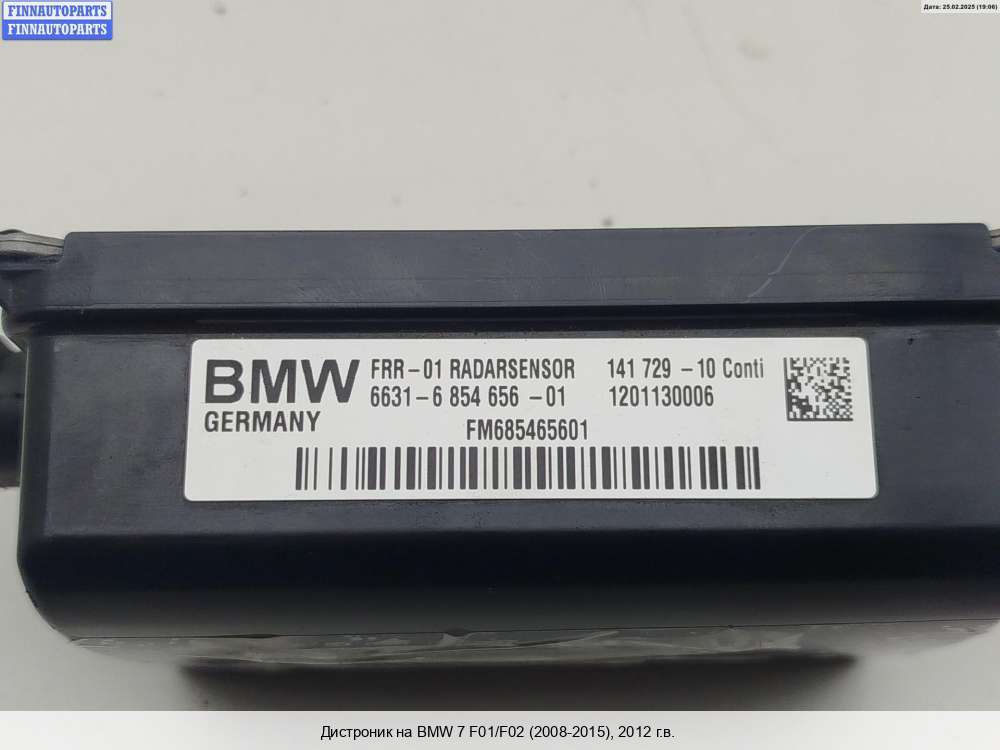 FINNAUTOPARTS
FINNAUTOPARTS
Дата: 25.02.2025 (19:06)
BMW
GERMANY
FRR-01 RADARSENSOR 141 729 -10 Conti
6631-6 854 656 -01 1201130006
FM685465601
Дистроник на BMW 7 F01/F02 (2008-2015), 2012 г.в.